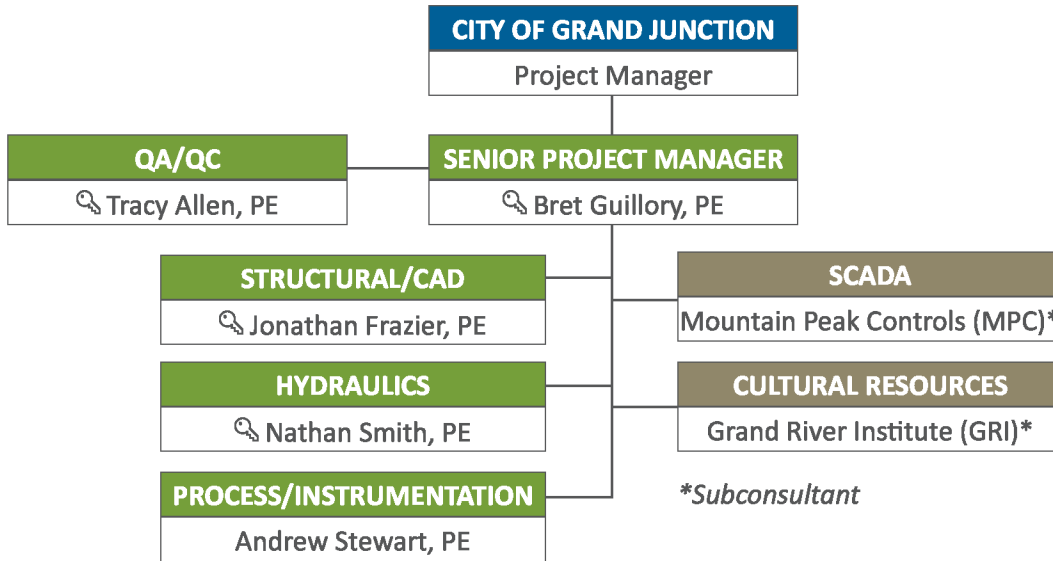 CITY OF GRAND JUNCTION
Project Manager
QA/QC
Tracy Allen, PE
SENIOR PROJECT MANAGER
Bret Guillory, PE
STRUCTURAL/CAD
Jonathan Frazier, PE
SCADA
Mountain Peak Controls (MPC)*
HYDRAULICS
Nathan Smith, PE
CULTURAL RESOURCES
Grand River Institute (GRI)*
PROCESS/INSTRUMENTATION
Andrew Stewart, PE
*Subconsultant